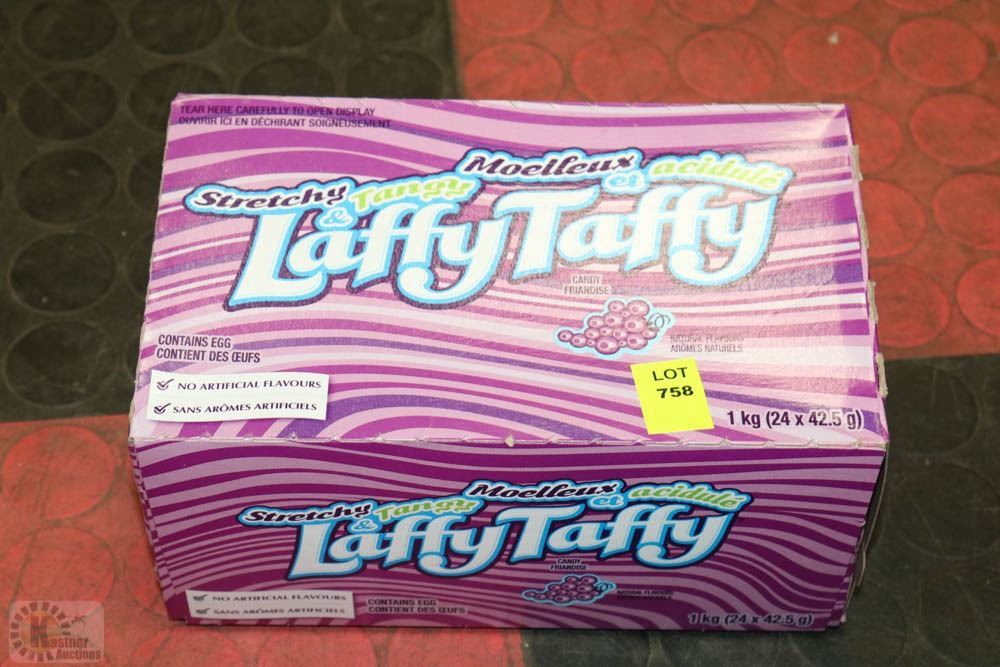 TEAR HERE CAREFULLY TO OPEN DISPLAY
OUVRIR ICI EN DÉCHIRANT SOIGNEUSEMENT
Stretchy & Tangy Moelleux et acidulé
Laffy Taffy
CANDY
FRIANDISE
NATURAL FLAVOURS
ARÔMES NATURELS
CONTAINS EGG
CONTIENT DES ŒUFS
NO ARTIFICIAL FLAVOURS
SANS ARÔMES ARTIFICIELS
LOT
758
1 kg (24 x 42.5 g)
Stretchy & Tangy Moelleux et acidulé
Laffy Taffy
CANDY
FRIANDISE
NATURAL FLAVOURS
NO ARTIFICIAL FLAVOURS
SANS ARÔMES ARTIFICIELS
CONTAINS EGG
CONTIENT DES ŒUFS
1 kg (24 x 42.5 g)
Kastner
Auctions